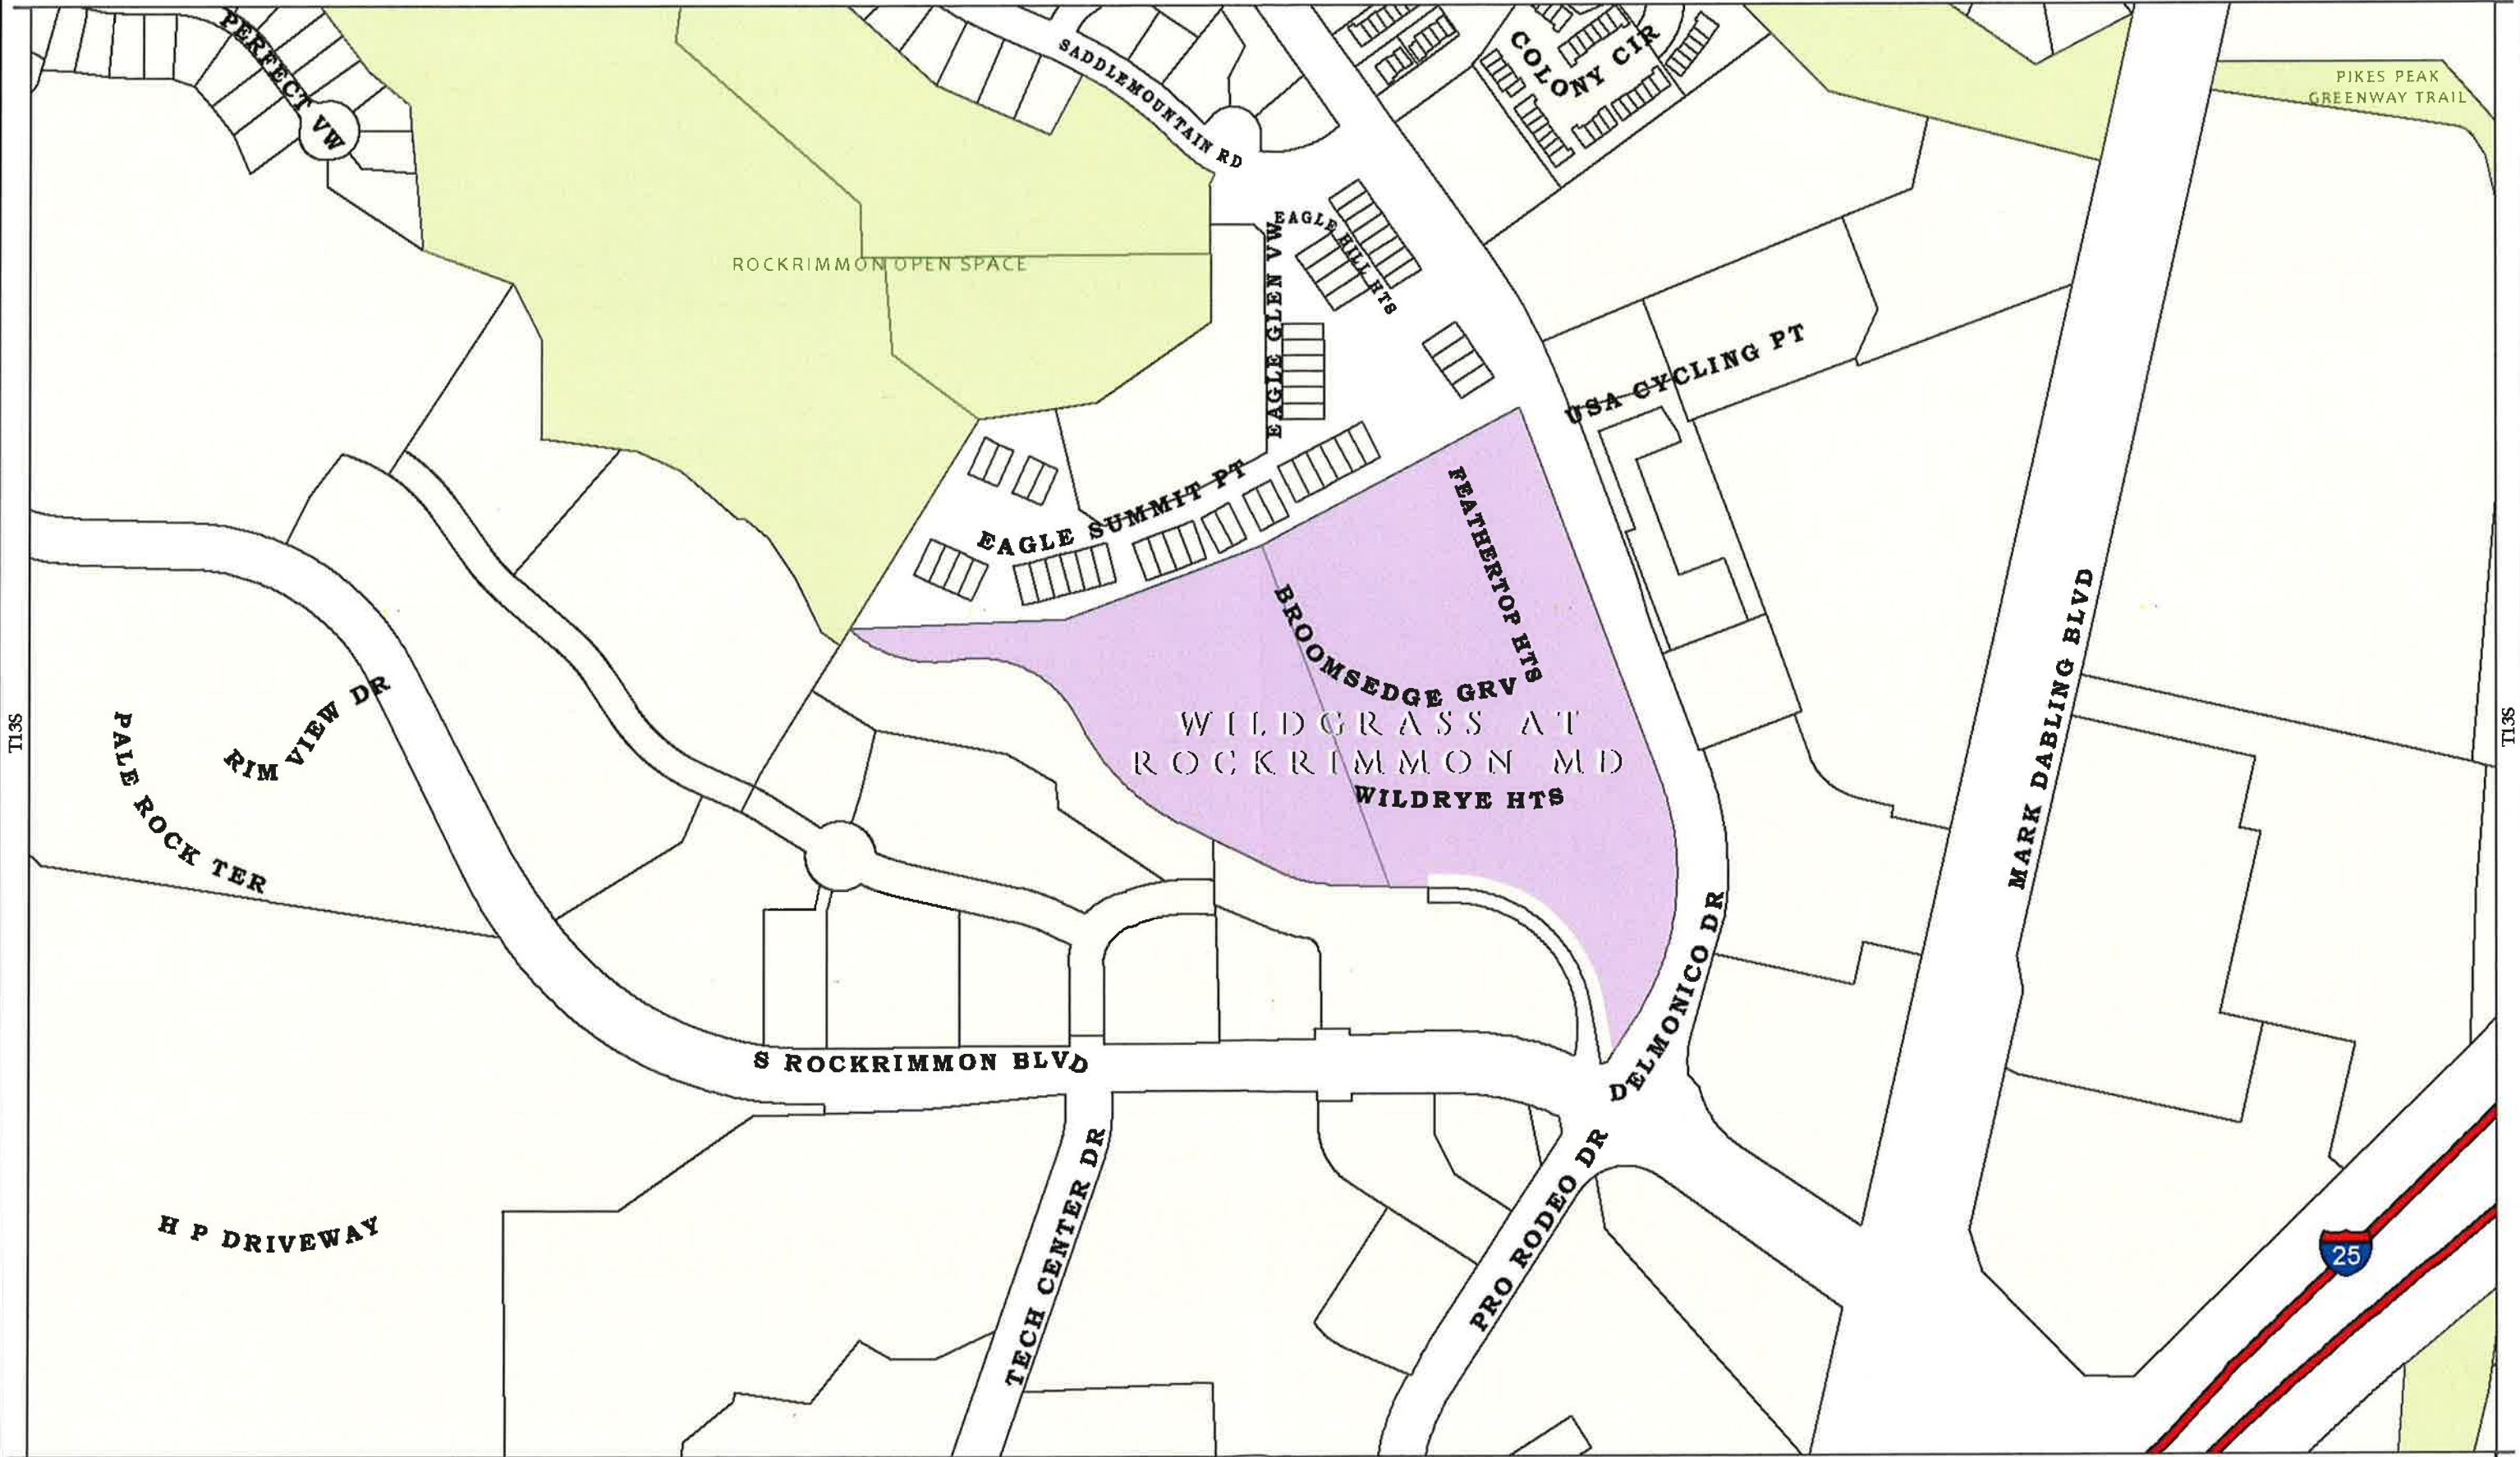 PERFECT VW
SADDLEMOUNTAIN RD
COLONY CIR
PIKES PEAK
GREENWAY TRAIL
ROCKRIMMON OPEN SPACE
EAGLE HILL HTS
EAGLE GLEN VW
USA CYCLING PT
EAGLE SUMMIT PT
FEATHERTOP HTS
BROOMSEDGE GRV
WILDGRASS AT
ROCKRIMMON MD
WILDRYE HTS
MARK DABLING BLVD
T13S
T13S
RIM VIEW DR
PALE ROCK TER
DELMONICO DR
S ROCKRIMMON BLVD
TECH CENTER DR
PRO RODEO DR
H P DRIVEWAY
25